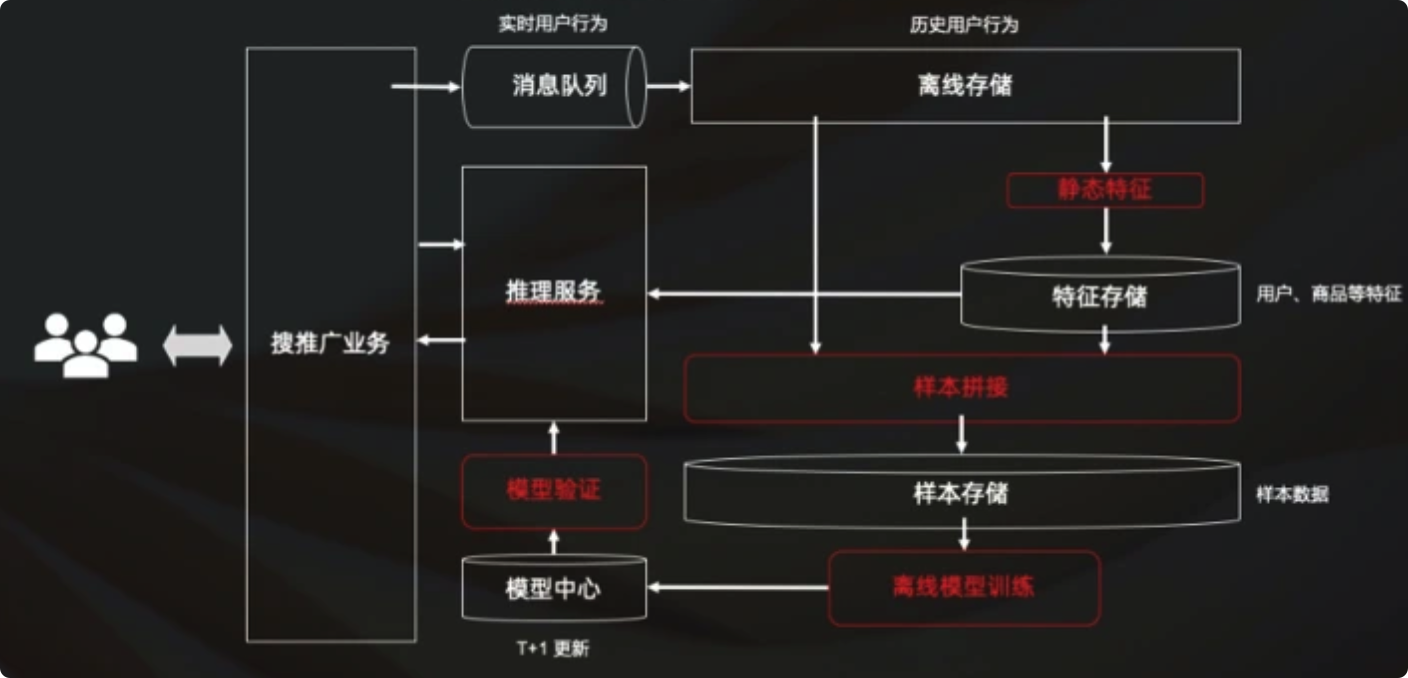 实时用户行为
历史用户行为
消息队列
离线存储
静态特征
推理服务
特征存储
用户、商品等特征
搜推广业务
样本拼接
模型验证
样本存储
样本数据
模型中心
离线模型训练
T+1 更新